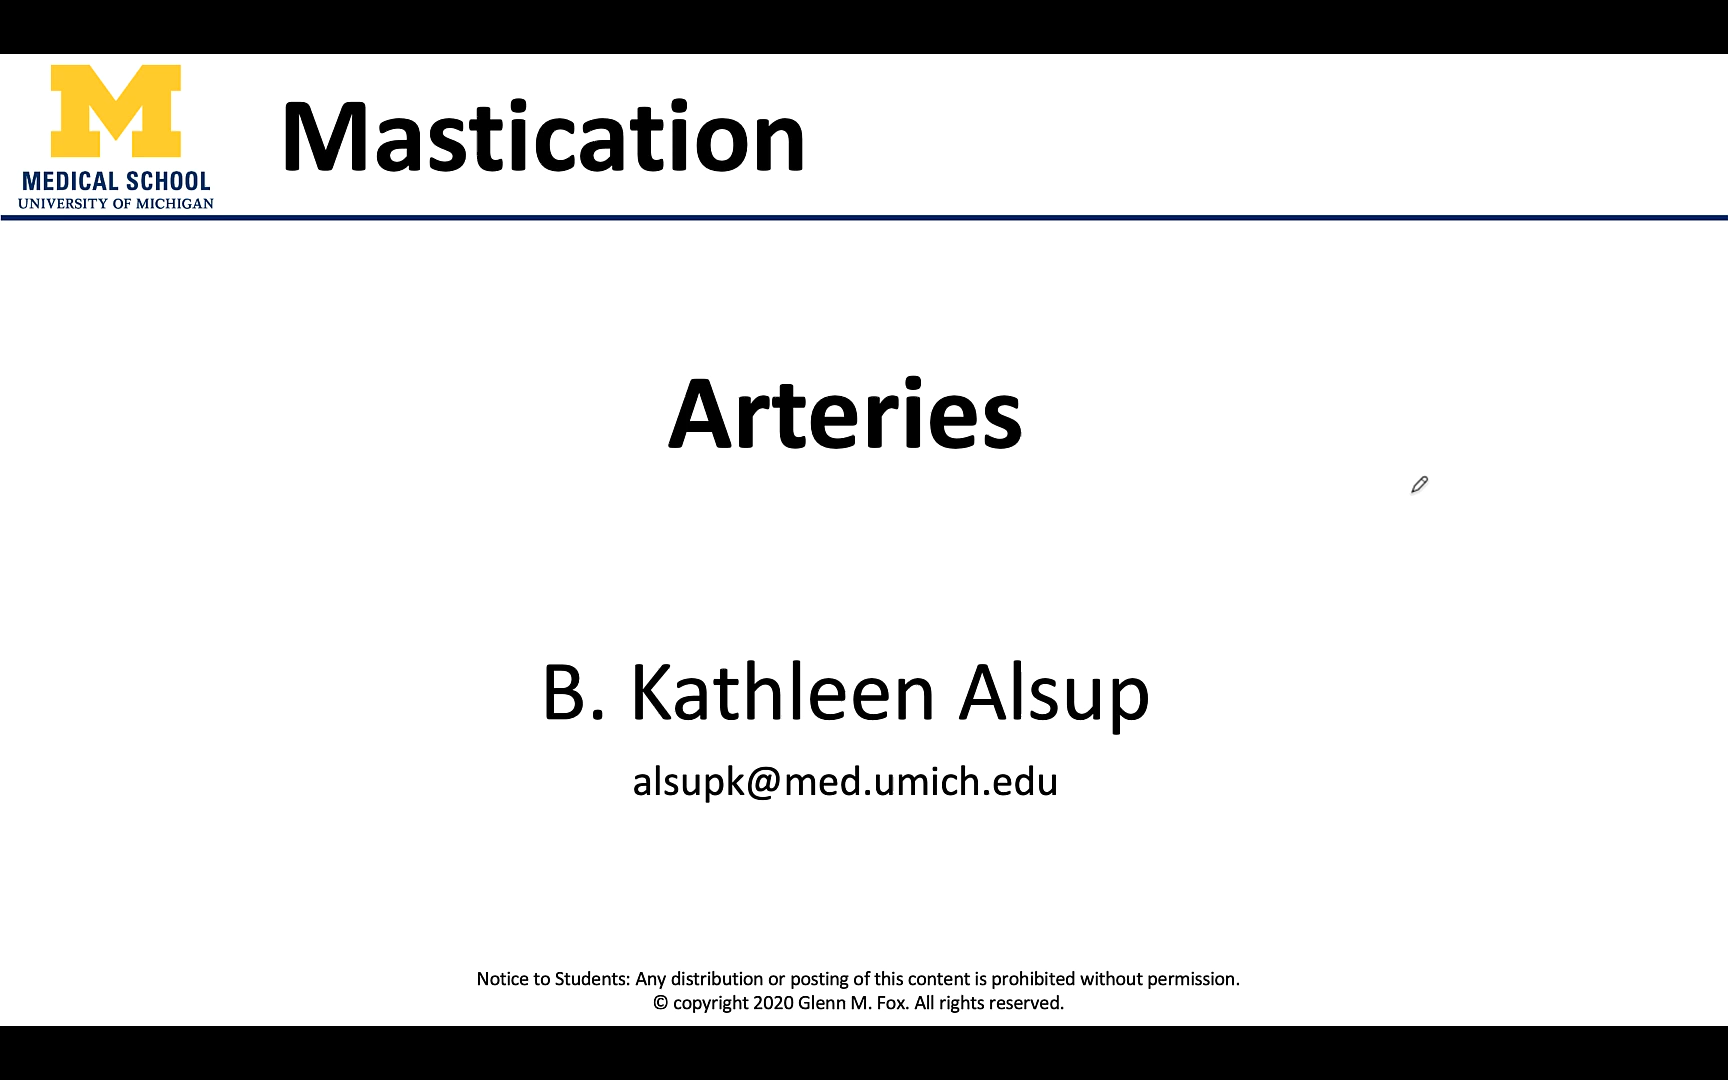 M
MEDICAL SCHOOL
UNIVERSITY OF MICHIGAN
Mastication
Arteries
B. Kathleen Alsup
alsupk@med.umich.edu
Notice to Students: Any distribution or posting of this content is prohibited without permission.
© copyright 2020 Glenn M. Fox. All rights reserved.